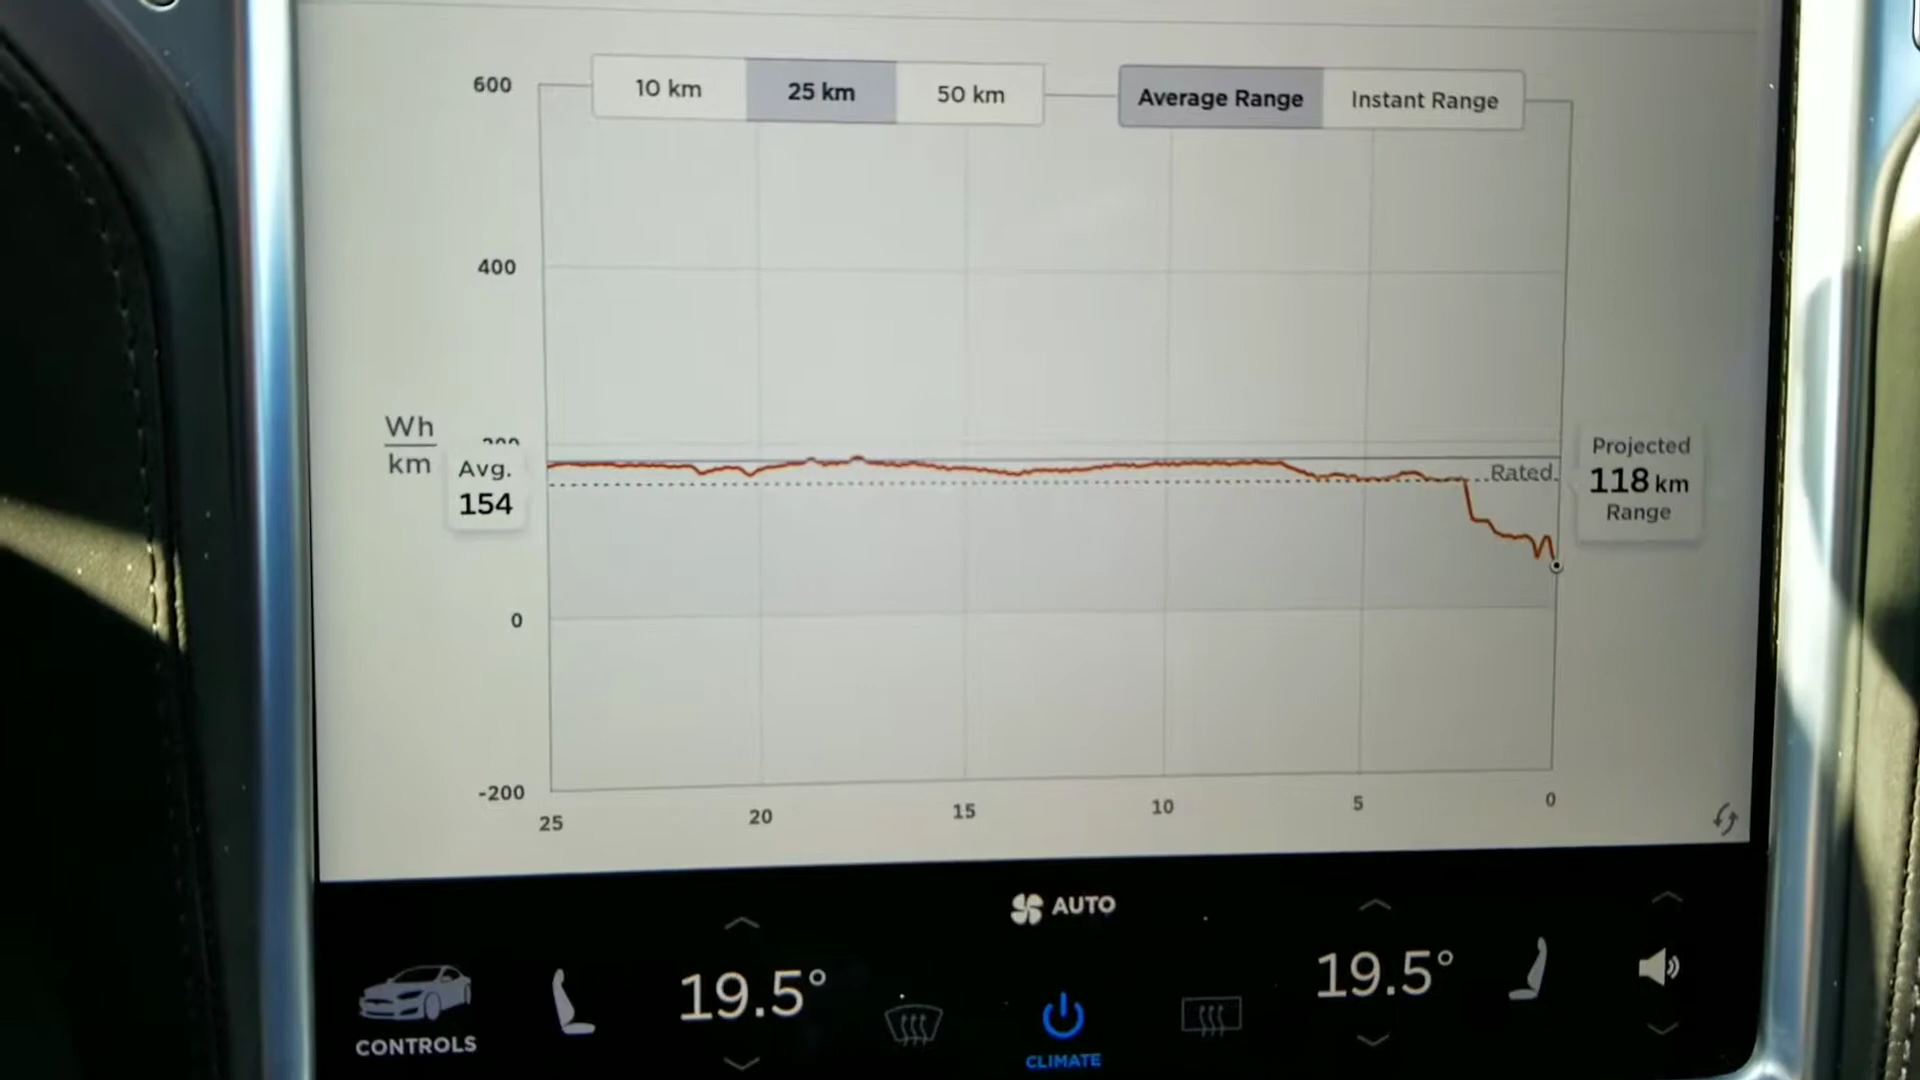 600
10 km
25 km
50 km
Average Range
Instant Range
400
200
Wh
km
Avg.
154
Rated
Projected
118 km
Range
0
-200
25
20
15
10
5
0
AUTO
19.5°
19.5°
CONTROLS
CLIMATE